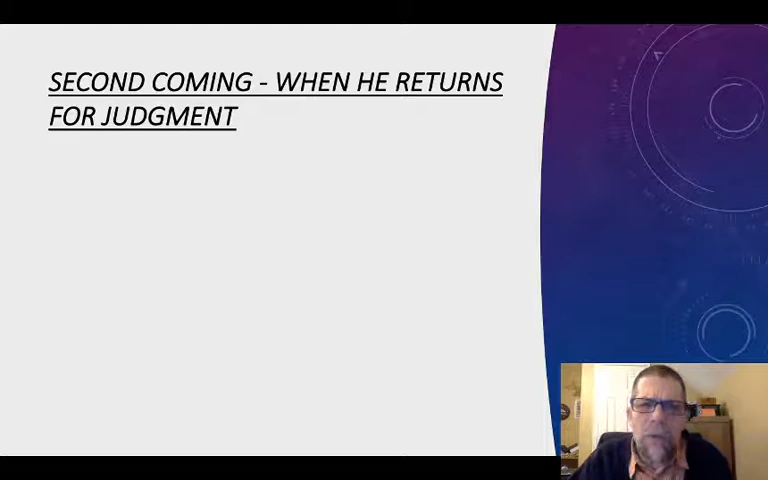 SECOND COMING - WHEN HE RETURNS
FOR JUDGMENT